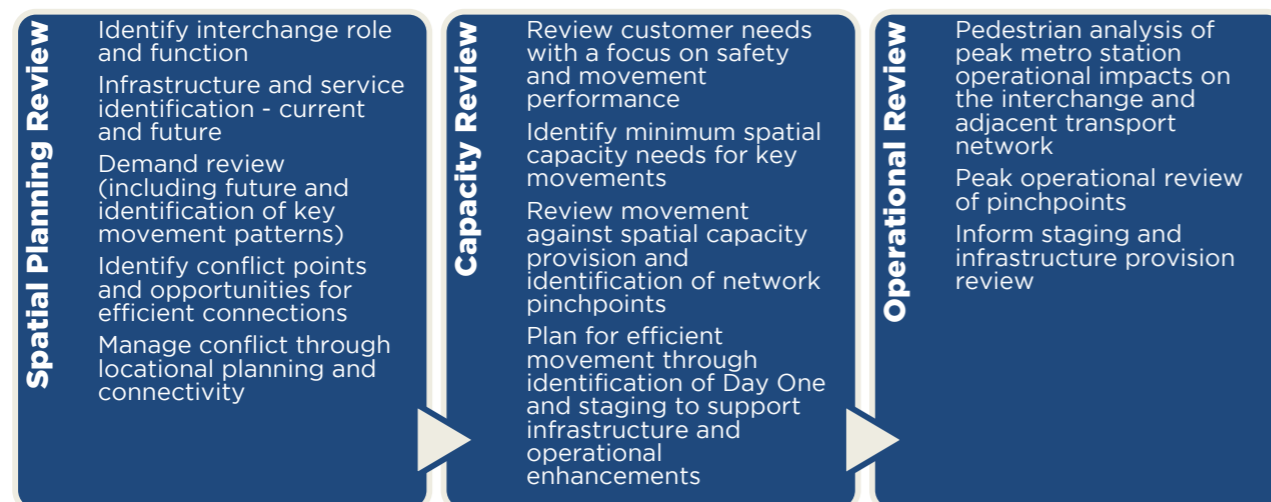 Spatial Planning Review
Identify interchange role
and function
Infrastructure and service
identification - current
and future
Demand review
(including future and
identification of key
movement patterns)
Identify conflict points
and opportunities for
efficient connections
Manage conflict through
locational planning and
connectivity
Capacity Review
Review customer needs
with a focus on safety
and movement
performance
Identify minimum spatial
capacity needs for key
movements
Review movement
against spatial capacity
provision and
identification of network
pinchpoints
Plan for efficient
movement through
identification of Day One
and staging to support
infrastructure and
operational
enhancements
Operational Review
Pedestrian analysis of
peak metro station
operational impacts on
the interchange and
adjacent transport
network
Peak operational review
of pinchpoints
Inform staging and
infrastructure provision
review